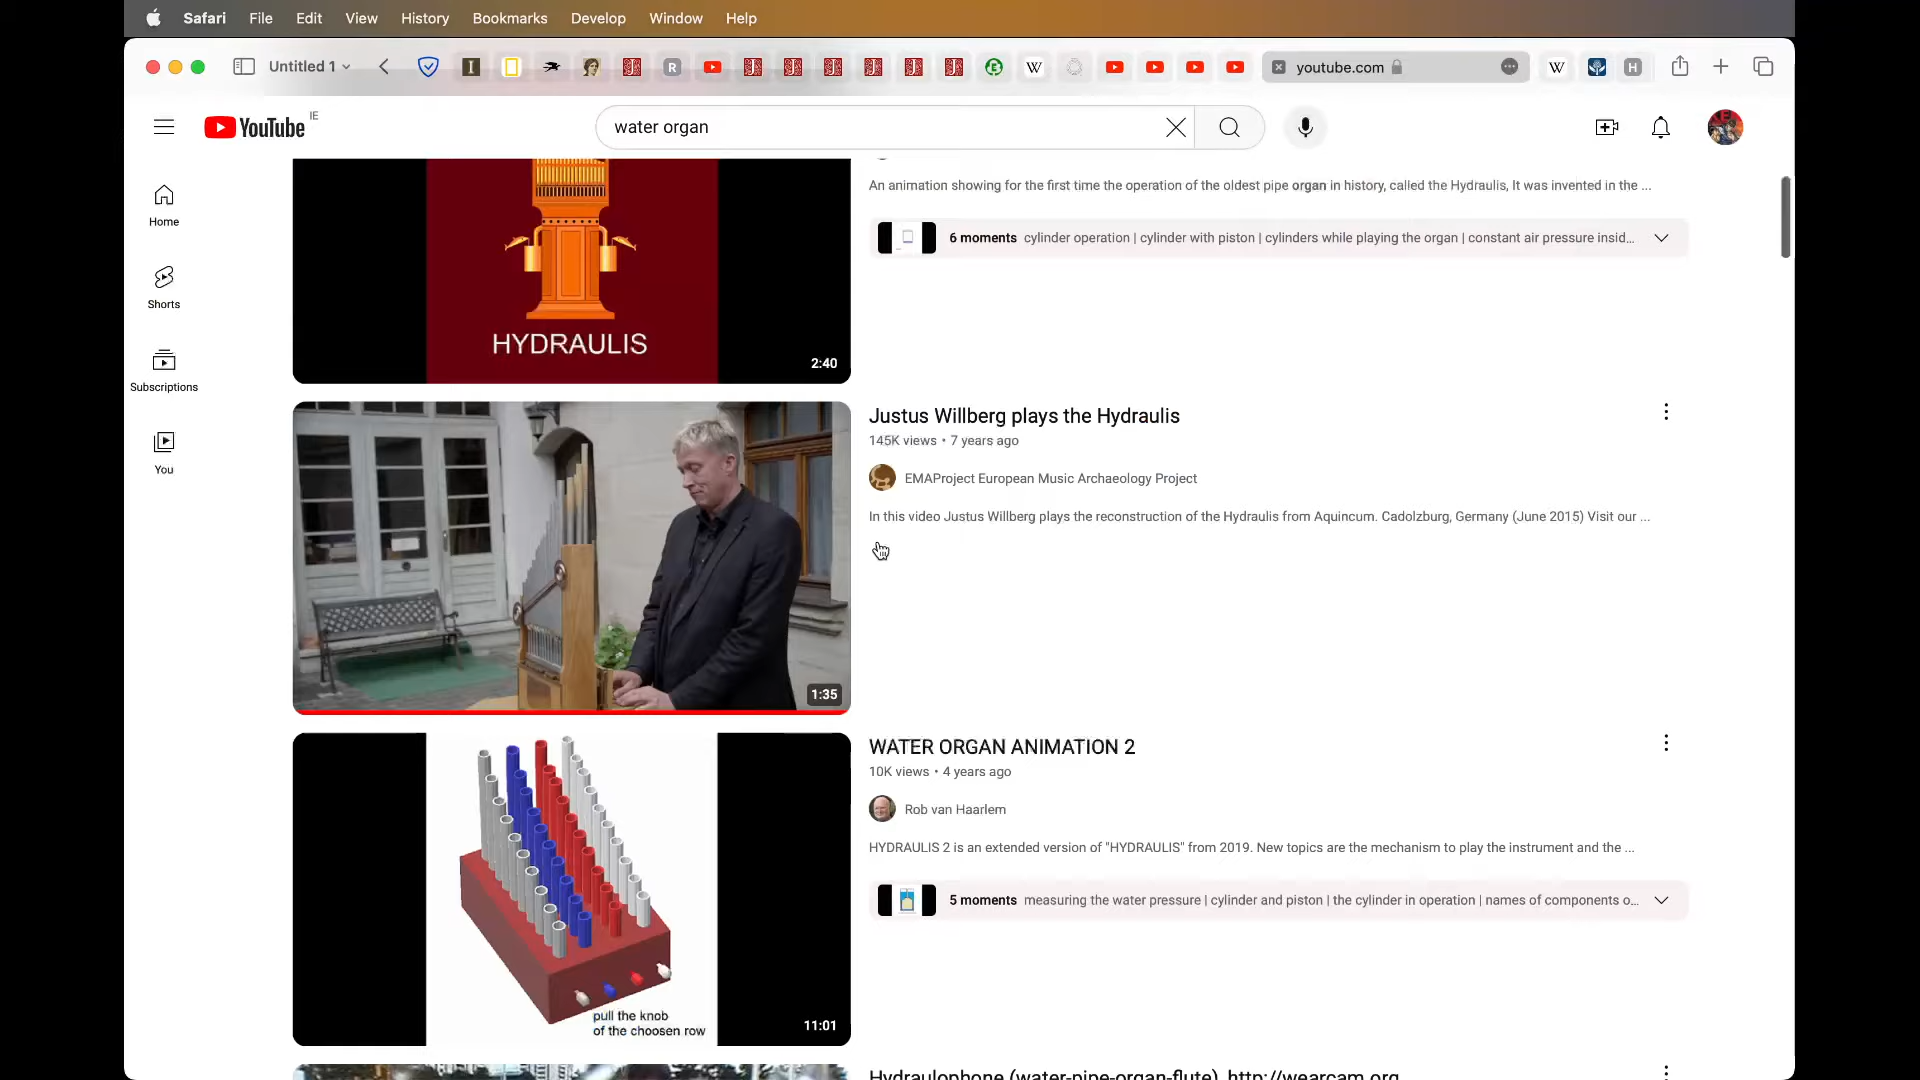 Safari File Edit View History Bookmarks Develop Window Help
Untitled 1
youtube.com
YouTube IE
water organ
Home
Shorts
Subscriptions
You
HYDRAULIS
2:40
An animation showing for the first time the operation of the oldest pipe organ in history, called the Hydraulis, It was invented in the ...
6 moments cylinder operation | cylinder with piston | cylinders while playing the organ | constant air pressure insid...
1:35
Justus Willberg plays the Hydraulis
145K views • 7 years ago
EMAProject European Music Archaeology Project
In this video Justus Willberg plays the reconstruction of the Hydraulis from Aquincum. Cadolzburg, Germany (June 2015) Visit our ...
pull the knob
of the choosen row
11:01
WATER ORGAN ANIMATION 2
10K views • 4 years ago
Rob van Haarlem
HYDRAULIS 2 is an extended version of "HYDRAULIS" from 2019. New topics are the mechanism to play the instrument and the ...
5 moments measuring the water pressure | cylinder and piston | the cylinder in operation | names of components o...
Hydraulophone (water-pipe-organ-flute), http://wearcam.org